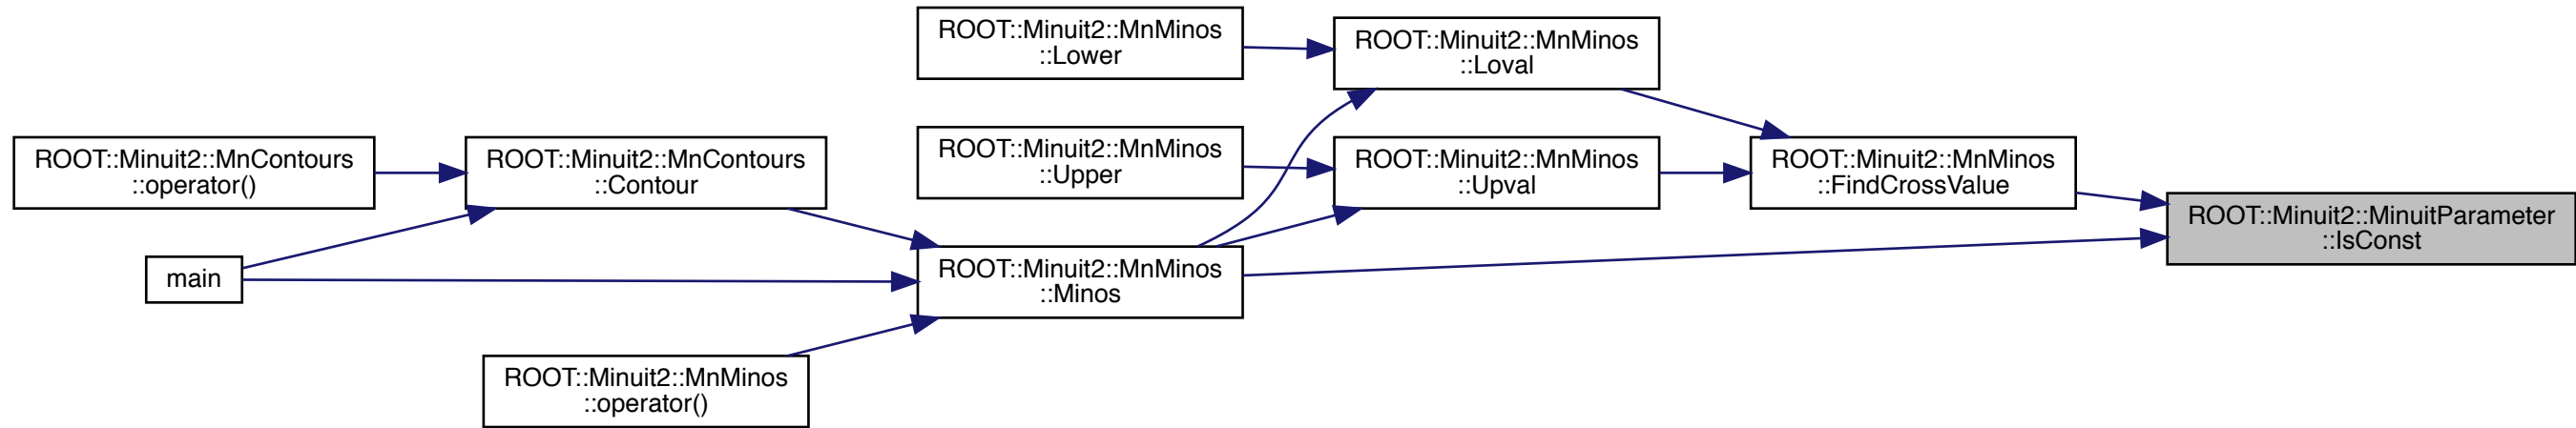 ROOT::Minuit2::MnMinos
::Lower
ROOT::Minuit2::MnMinos
::Loval
ROOT::Minuit2::MnContours
::operator()
ROOT::Minuit2::MnContours
::Contour
ROOT::Minuit2::MnMinos
::Upper
ROOT::Minuit2::MnMinos
::Upval
ROOT::Minuit2::MnMinos
::FindCrossValue
ROOT::Minuit2::MinuitParameter
::IsConst
main
ROOT::Minuit2::MnMinos
::Minos
ROOT::Minuit2::MnMinos
::operator()